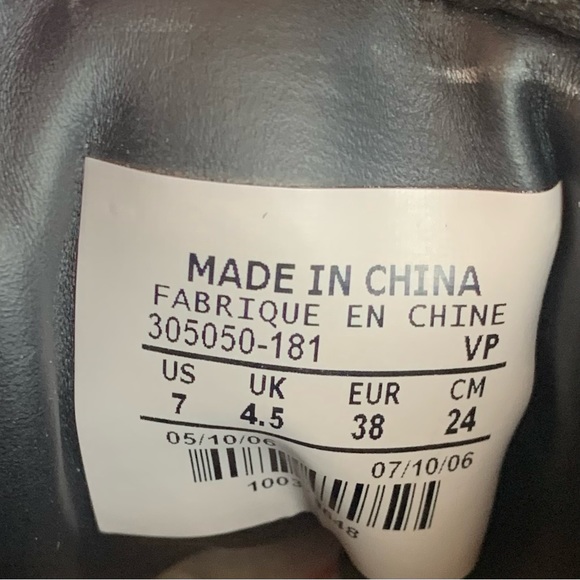 MADE IN CHINA
FABRIQUE EN CHINE
305050-181 VP
US UK EUR CM
7 4.5 38 24
05/10/06 07/10/06